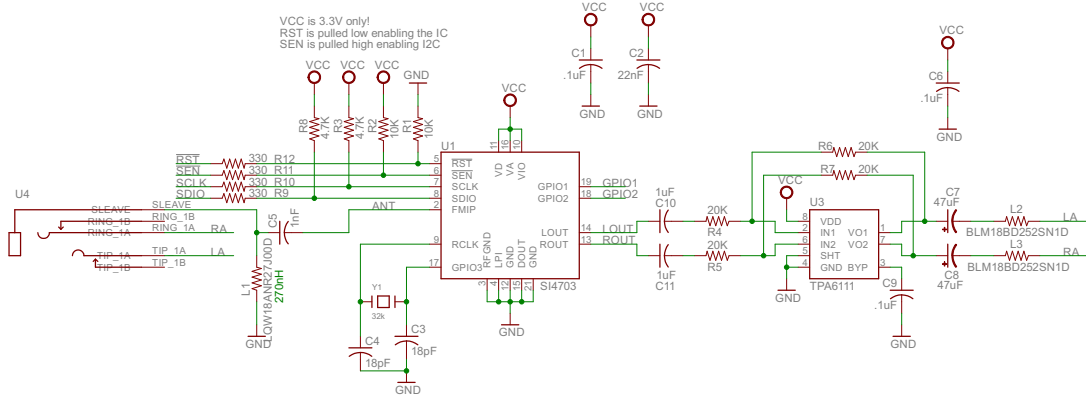 VCC is 3.3V only!
RST is pulled low enabling the IC
SEN is pulled high enabling I2C
VCC
VCC
VCC
GND
VCC
VCC
VCC
VCC
C1
.1uF
GND
C2
22nF
GND
C6
.1uF
GND
R8
4.7K
R3
4.7K
R2
10K
R1
10K
RST
330
R12
SEN
330
R11
SCLK
330
R10
SDIO
330
R9
U1
5
RST
6
SEN
7
SCLK
8
SDIO
2
FMIP
9
RCLK
17
GPIO3
11
VD
16
VA
10
VIO
19
GPIO1
GPIO1
18
GPIO2
GPIO2
14
LOUT
LOUT
13
ROUT
ROUT
3
RFGND
4
LPI
12
GND
15
DOUT
21
GND
SI4703
GND
U4
SLEAVE
SLEAVE
RING_1B
RING_1B
RING_1A
RING_1A
RA
TIP_1A
TIP_1A
LA
TIP_1B
TIP_1B
C5
1nF
ANT
L1
LQW18ANR27J00D
270nH
GND
Y1
32k
C4
18pF
C3
18pF
GND
1uF
C10
20K
R4
1uF
C11
20K
R5
R6
20K
R7
20K
VCC
U3
8
VDD
2
IN1
6
IN2
5
SHT
4
GND
1
VO1
7
VO2
3
BYP
TPA6111
GND
C7
47uF
C8
47uF
C9
.1uF
GND
L2
LA
BLM18BD252SN1D
L3
RA
BLM18BD252SN1D